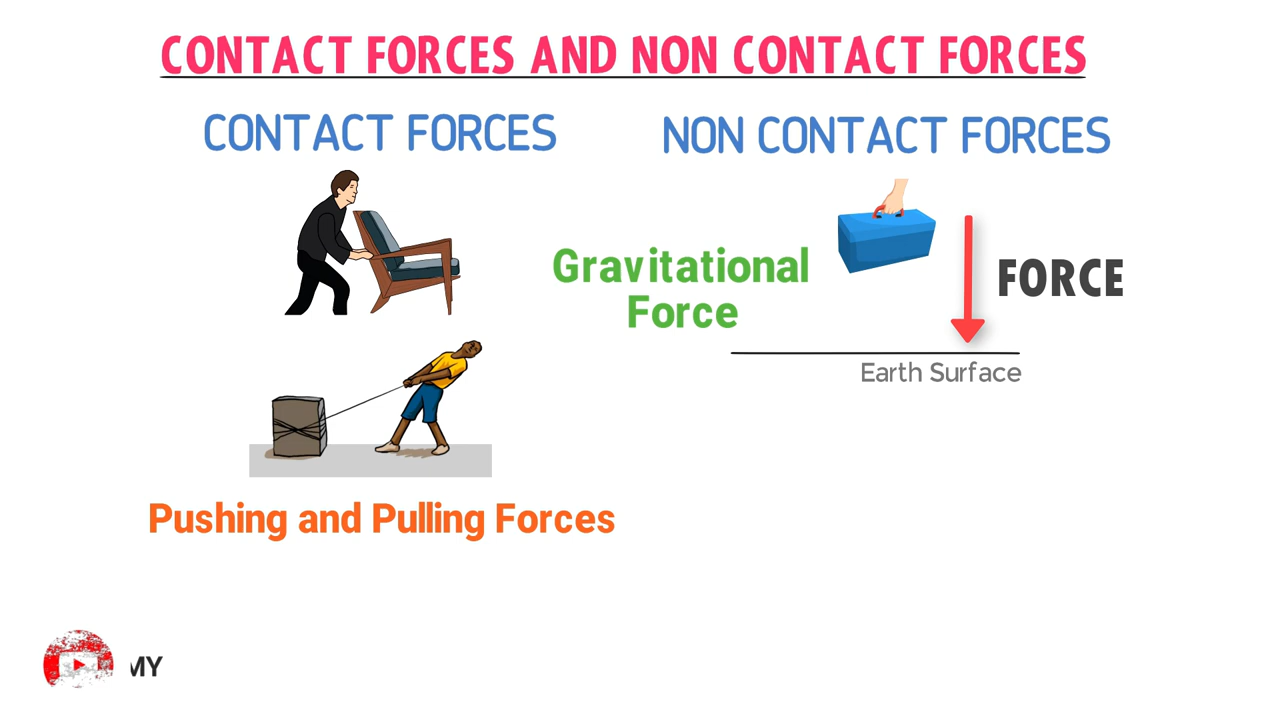 CONTACT FORCES AND NON CONTACT FORCES
CONTACT FORCES
NON CONTACT FORCES
Gravitational
Force
FORCE
Earth Surface
Pushing and Pulling Forces
MY